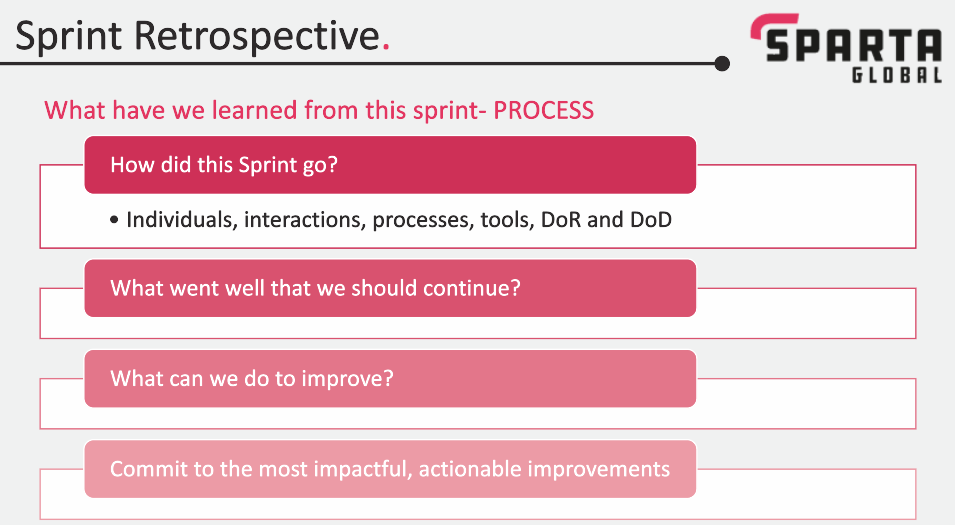 Sprint Retrospective.
SPARTA
GLOBAL
What have we learned from this sprint- PROCESS
How did this Sprint go?
• Individuals, interactions, processes, tools, DoR and DoD
What went well that we should continue?
What can we do to improve?
Commit to the most impactful, actionable improvements